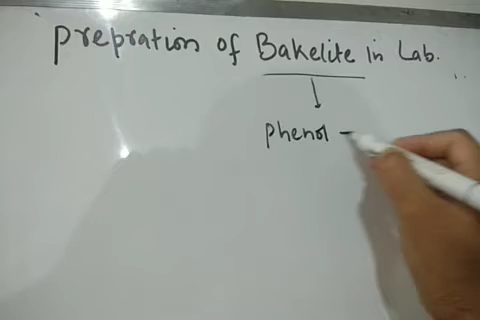 prepration of Bakelite in Lab.
phenol -